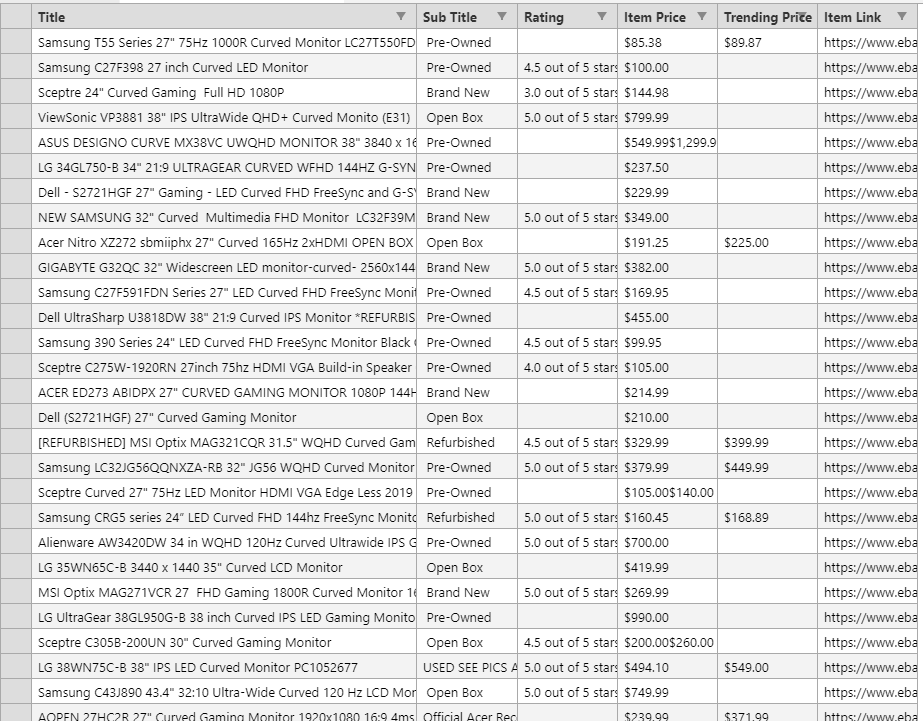 Title Sub Title Rating Item Price Trending Price Item Link
Samsung T55 Series 27" 75Hz 1000R Curved Monitor LC27T550FD Pre-Owned $85.38 $89.87 https://www.eba
Samsung C27F398 27 inch Curved LED Monitor Pre-Owned 4.5 out of 5 stars $100.00 https://www.eba
Sceptre 24" Curved Gaming Full HD 1080P Brand New 3.0 out of 5 stars $144.98 https://www.eba
ViewSonic VP3881 38" IPS UltraWide QHD+ Curved Monito (E31) Open Box 5.0 out of 5 stars $799.99 https://www.eba
ASUS DESIGNO CURVE MX38VC UWQHD MONITOR 38" 3840 x 16 Pre-Owned $549.99$1,299.9 https://www.eba
LG 34GL750-B 34" 21:9 ULTRAGEAR CURVED WFHD 144HZ G-SYN Pre-Owned $237.50 https://www.eba
Dell - S2721HGF 27" Gaming - LED Curved FHD FreeSync and G-SY Brand New $229.99 https://www.eba
NEW SAMSUNG 32" Curved Multimedia FHD Monitor LC32F39M Brand New 5.0 out of 5 stars $349.00 https://www.eba
Acer Nitro XZ272 sbmiiphx 27" Curved 165Hz 2xHDMI OPEN BOX Open Box $191.25 $225.00 https://www.eba
GIGABYTE G32QC 32" Widescreen LED monitor-curved- 2560x144 Brand New 5.0 out of 5 stars $382.00 https://www.eba
Samsung C27F591FDN Series 27" LED Curved FHD FreeSync Monit Pre-Owned 4.5 out of 5 stars $169.95 https://www.eba
Dell UltraSharp U3818DW 38" 21:9 Curved IPS Monitor *REFURBIS Pre-Owned $455.00 https://www.eba
Samsung 390 Series 24" LED Curved FHD FreeSync Monitor Black Pre-Owned 4.5 out of 5 stars $99.95 https://www.eba
Sceptre C275W-1920RN 27inch 75hz HDMI VGA Build-in Speaker Pre-Owned 4.0 out of 5 stars $105.00 https://www.eba
ACER ED273 ABIDPX 27" CURVED GAMING MONITOR 1080P 144H Brand New $214.99 https://www.eba
Dell (S2721HGF) 27" Curved Gaming Monitor Open Box $210.00 https://www.eba
[REFURBISHED] MSI Optix MAG321CQR 31.5" WQHD Curved Gam Refurbished 4.5 out of 5 stars $329.99 $399.99 https://www.eba
Samsung LC32JG56QQNXZA-RB 32" JG56 WQHD Curved Monitor Pre-Owned 5.0 out of 5 stars $379.99 $449.99 https://www.eba
Sceptre Curved 27" 75Hz LED Monitor HDMI VGA Edge Less 2019 Pre-Owned $105.00$140.00 https://www.eba
Samsung CRG5 series 24” LED Curved FHD 144hz FreeSync Monito Refurbished 5.0 out of 5 stars $160.45 $168.89 https://www.eba
Alienware AW3420DW 34 in WQHD 120Hz Curved Ultrawide IPS G Pre-Owned 5.0 out of 5 stars $700.00 https://www.eba
LG 35WN65C-B 3440 x 1440 35" Curved LCD Monitor Open Box $419.99 https://www.eba
MSI Optix MAG271VCR 27 FHD Gaming 1800R Curved Monitor 16 Brand New 5.0 out of 5 stars $269.99 https://www.eba
LG UltraGear 38GL950G-B 38 inch Curved IPS LED Gaming Monito Pre-Owned $990.00 https://www.eba
Sceptre C305B-200UN 30" Curved Gaming Monitor Open Box 4.5 out of 5 stars $200.00$260.00 https://www.eba
LG 38WN75C-B 38" IPS LED Curved Monitor PC1052677 USED SEE PICS A 5.0 out of 5 stars $494.10 $549.00 https://www.eba
Samsung C43J890 43.4" 32:10 Ultra-Wide Curved 120 Hz LCD Mor Open Box 5.0 out of 5 stars $749.99 https://www.eba
AOPEN 27HC2R 27" Curved Gaming Monitor 1920x1080 16:9 4ms Official Acer Rec $239.99 $371.99 https://www.eba